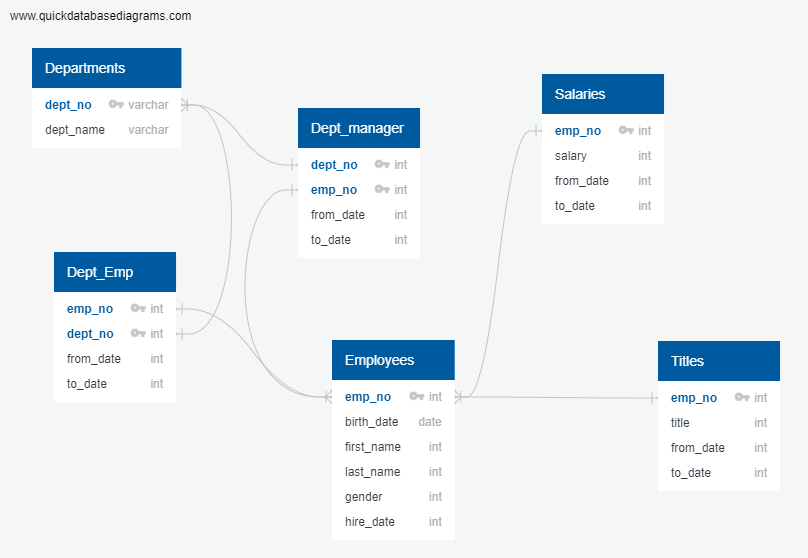 www.quickdatabasediagrams.com
Departments
dept_no varchar
dept_name varchar
Dept_manager
dept_no int
emp_no int
from_date int
to_date int
Salaries
emp_no int
salary int
from_date int
to_date int
Dept_Emp
emp_no int
dept_no int
from_date int
to_date int
Employees
emp_no int
birth_date date
first_name int
last_name int
gender int
hire_date int
Titles
emp_no int
title int
from_date int
to_date int